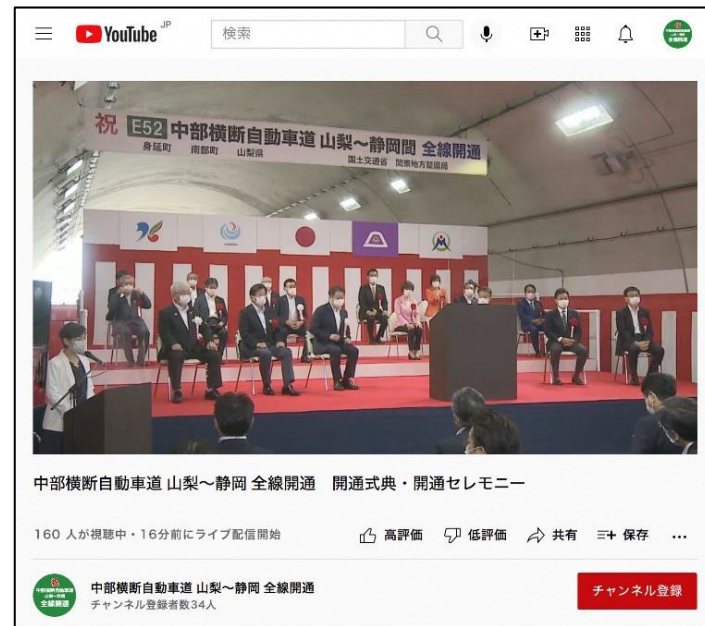 YouTube JP
検索
祝 E52 中部横断自動車道 山梨～静岡間 全線開通
身延町 南部町 山梨県 国土交通省 関東地方整備局
中部横断自動車道 山梨〜静岡 全線開通　開通式典・開通セレモニー
160 人が視聴中・16分前にライブ配信開始
高評価 低評価 共有 保存 …
中部横断自動車道 山梨〜静岡 全線開通
チャンネル登録者数34人
チャンネル登録
全線開通